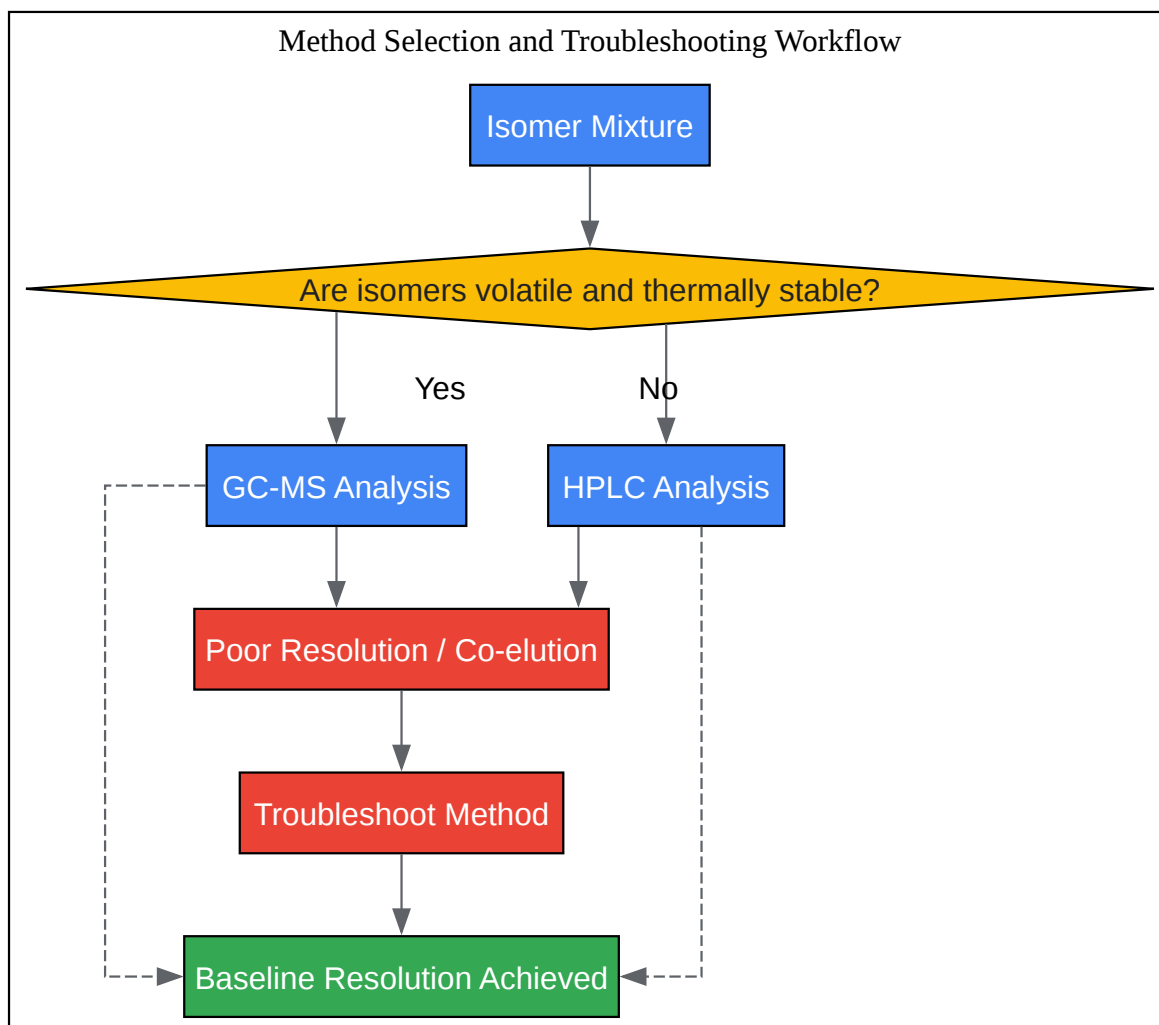 Method Selection and Troubleshooting Workflow
Isomer Mixture
Are isomers volatile and thermally stable?
Yes
No
GC-MS Analysis
HPLC Analysis
Poor Resolution / Co-elution
Troubleshoot Method
Baseline Resolution Achieved